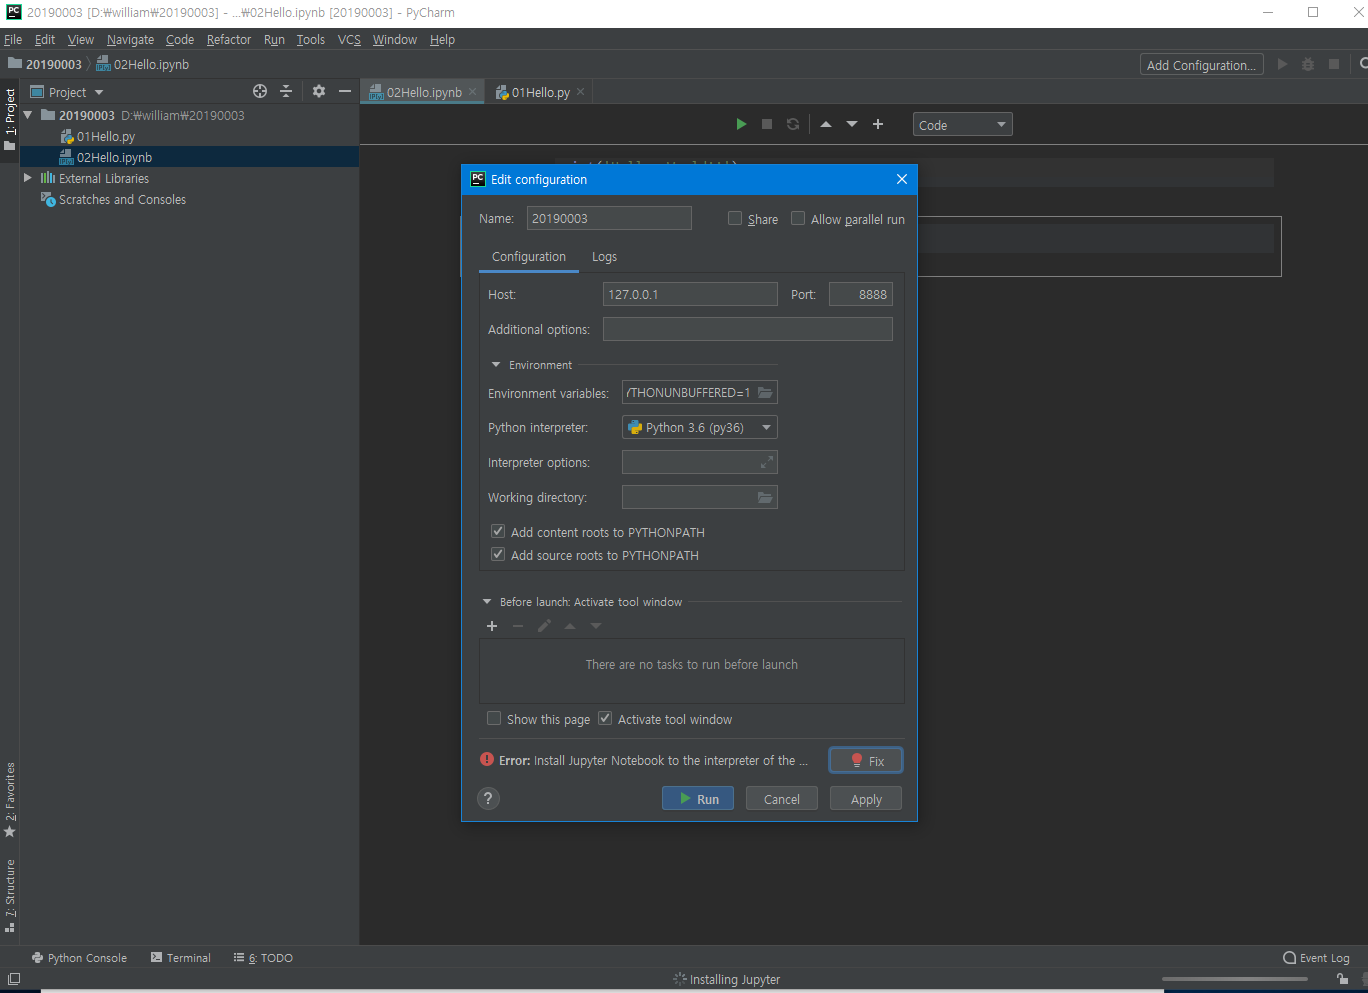 20190003 [D:₩william₩20190003] - ...₩02Hello.ipynb [20190003] - PyCharm
File Edit View Navigate Code Refactor Run Tools VCS Window Help
20190003 02Hello.ipynb Add Configuration...
1: Project
Project
02Hello.ipynb 01Hello.py
20190003 D:₩william₩20190003
01Hello.py
02Hello.ipynb
External Libraries
Scratches and Consoles
Code
Edit configuration
Name: 20190003 Share Allow parallel run
Configuration Logs
Host: 127.0.0.1 Port: 8888
Additional options:
Environment
Environment variables: YTHONUNBUFFERED=1
Python interpreter: Python 3.6 (py36)
Interpreter options:
Working directory:
Add content roots to PYTHONPATH
Add source roots to PYTHONPATH
Before launch: Activate tool window
There are no tasks to run before launch
Show this page Activate tool window
Error: Install Jupyter Notebook to the interpreter of the ... Fix
? Run Cancel Apply
2: Favorites
7: Structure
Python Console Terminal 6: TODO Event Log
Installing Jupyter